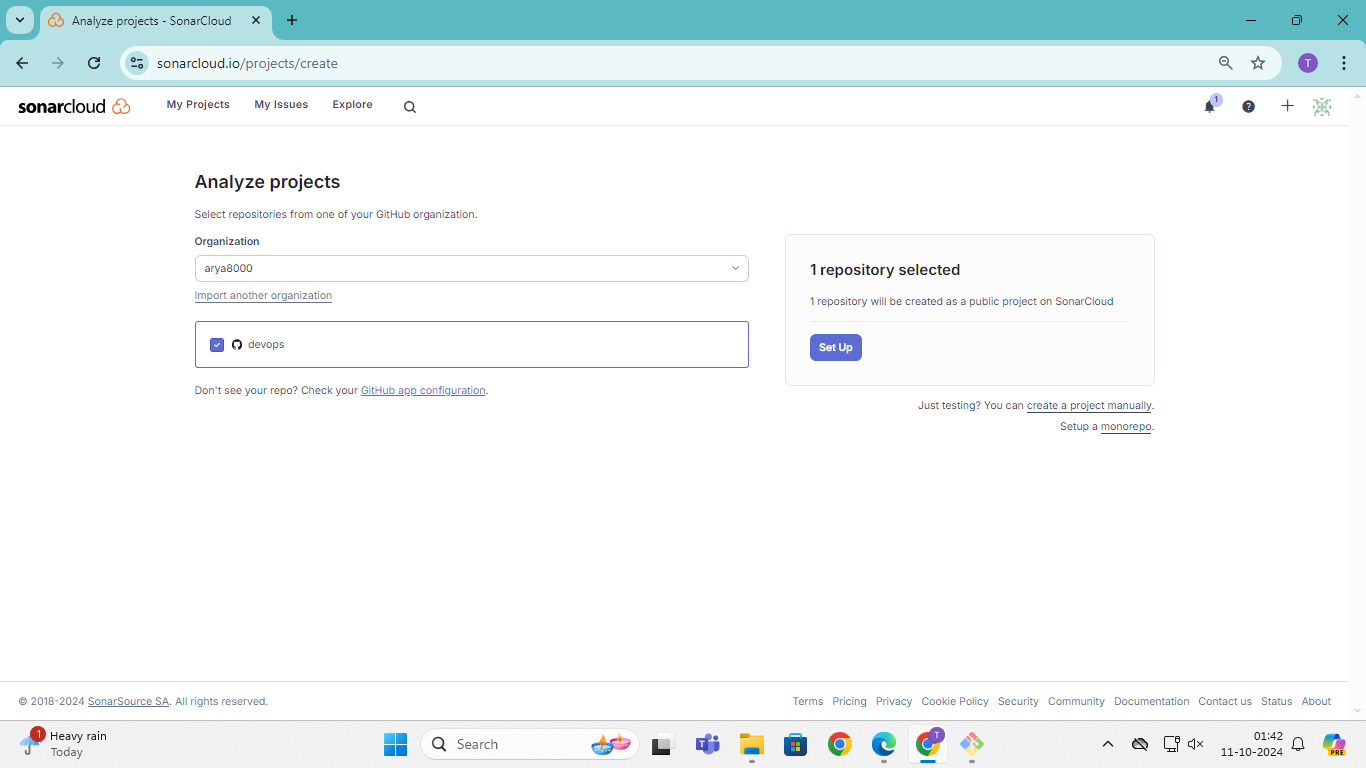 Analyze projects - SonarCloud
sonarcloud.io/projects/create
T
sonarcloud
My Projects
My Issues
Explore
1
Analyze projects
Select repositories from one of your GitHub organization.
Organization
arya8000
Import another organization
devops
Don't see your repo? Check your GitHub app configuration.
1 repository selected
1 repository will be created as a public project on SonarCloud
Set Up
Just testing? You can create a project manually.
Setup a monorepo.
© 2018-2024 SonarSource SA. All rights reserved.
Terms Pricing Privacy Cookie Policy Security Community Documentation Contact us Status About
1
Heavy rain
Today
Search
T
01:42
11-10-2024
PRE